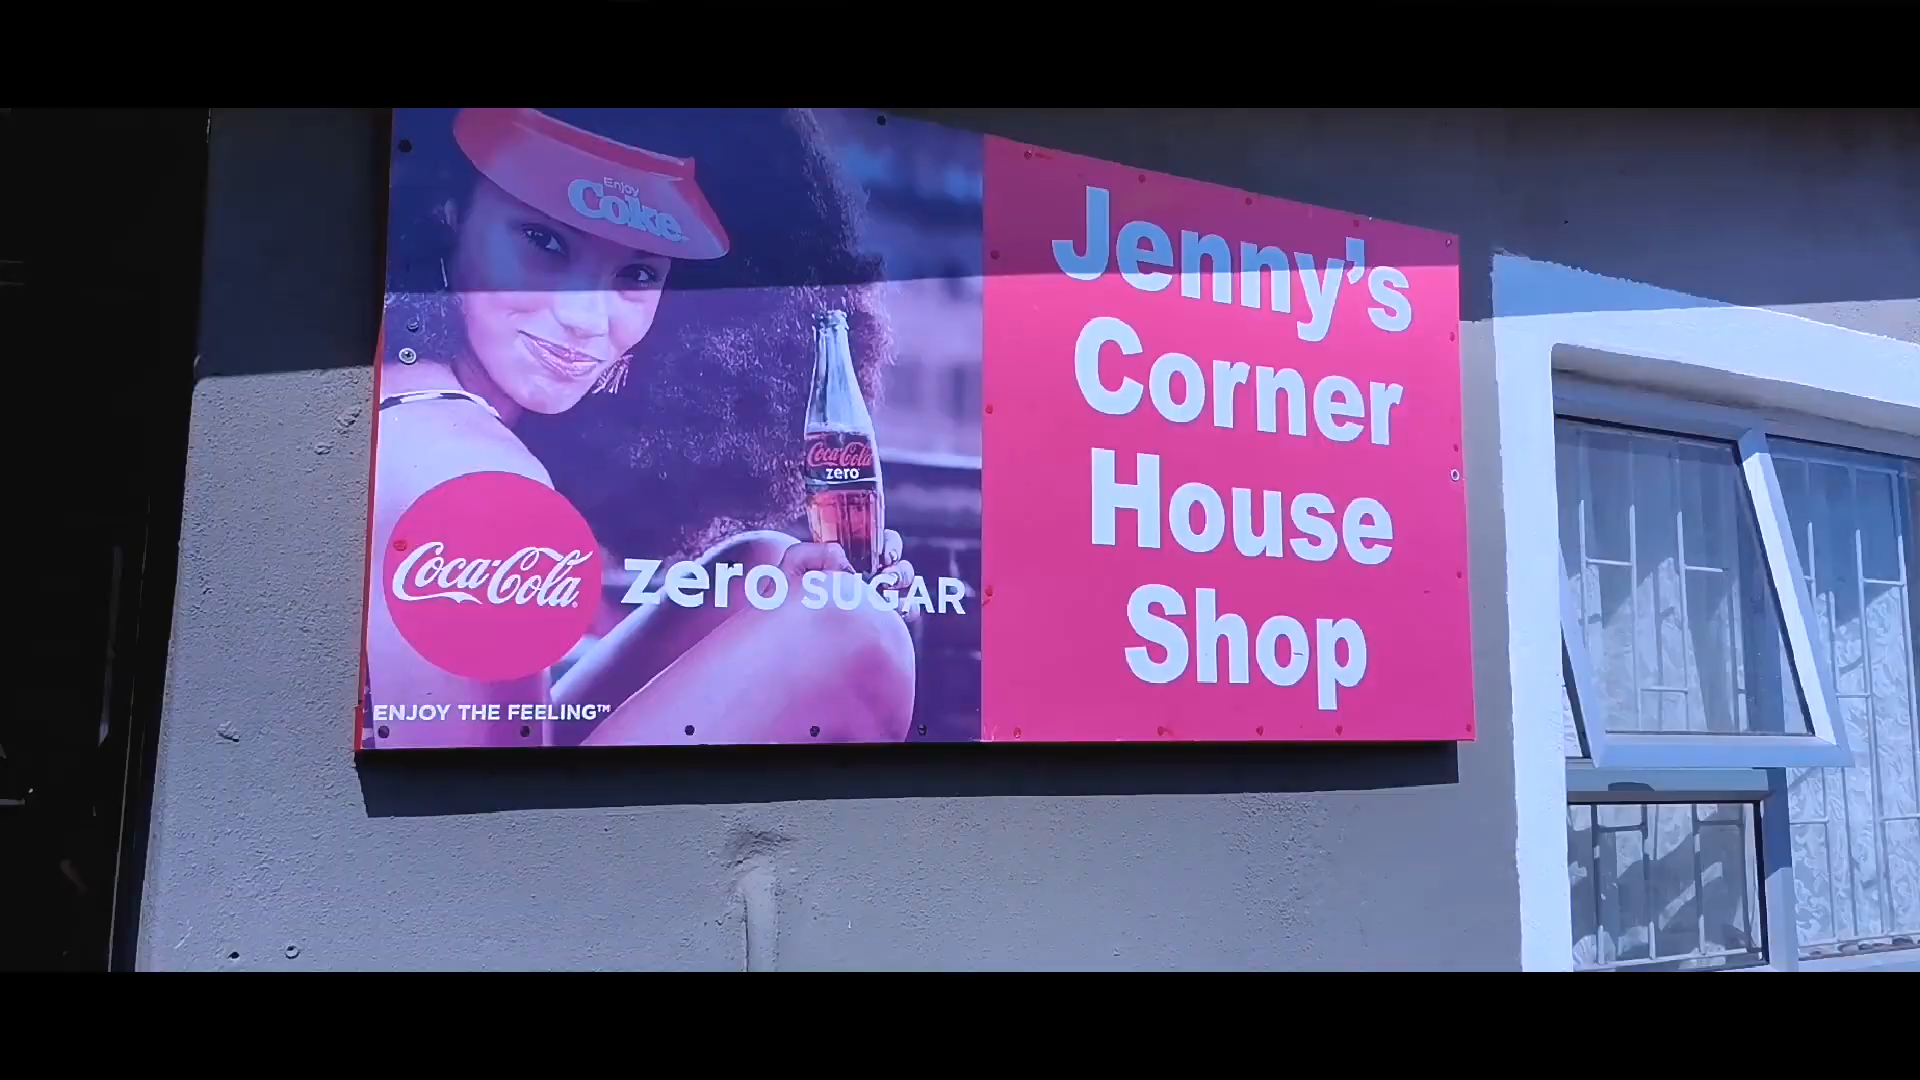 Enjoy
Coke
Coca-Cola
zero
Coca-Cola
zero SUGAR
ENJOY THE FEELING™
Jenny's
Corner
House
Shop